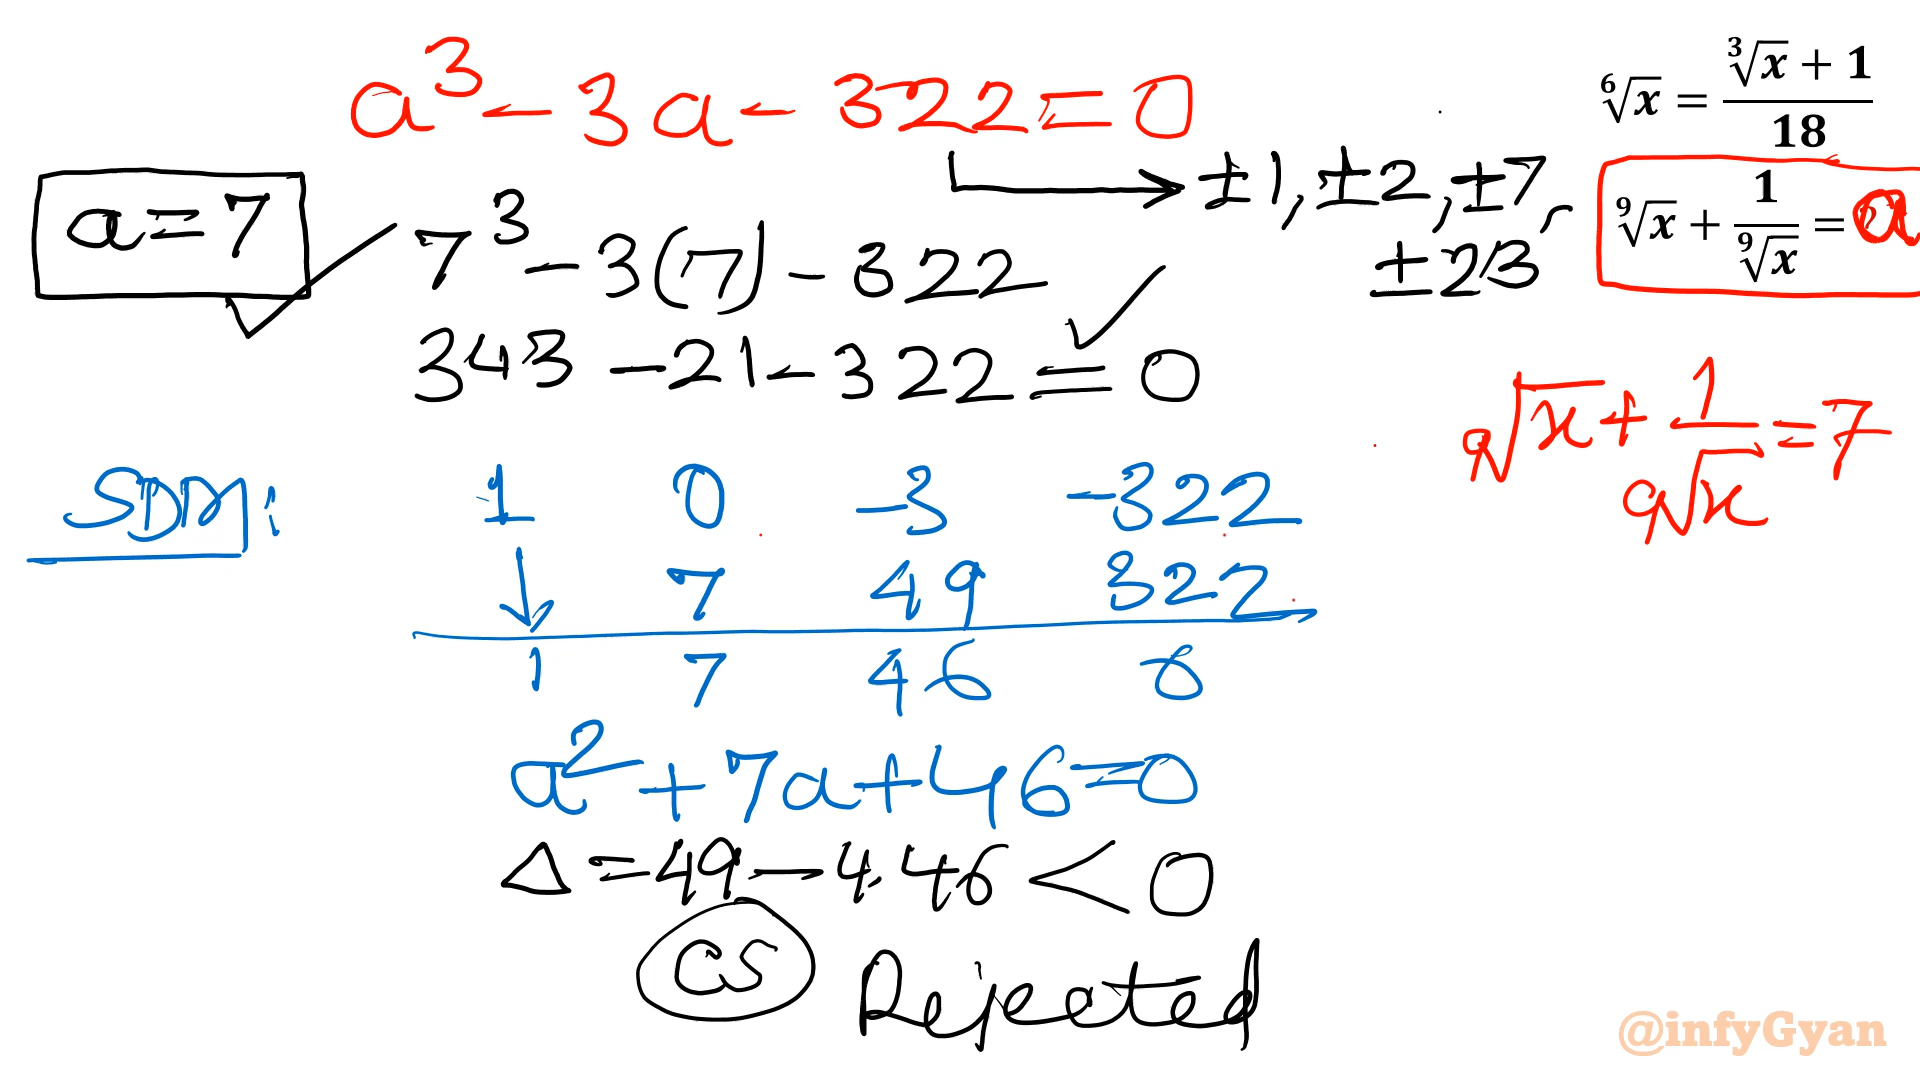 a³ − 3a − 322 = 0
⁶√x = (³√x + 1)/18
⁹√x + 1/⁹√x = a
→ ±1, ±2, ±7,
±23
a = 7
7³ − 3(7) − 322
343 − 21 − 322 = 0
⁹√x + 1/⁹√x = 7
SDM:
1 0 −3 −322
7 49 322
1 7 46 0
a² + 7a + 46 = 0
Δ = 49 − 4.46 < 0
CS Rejected
@infyGyan